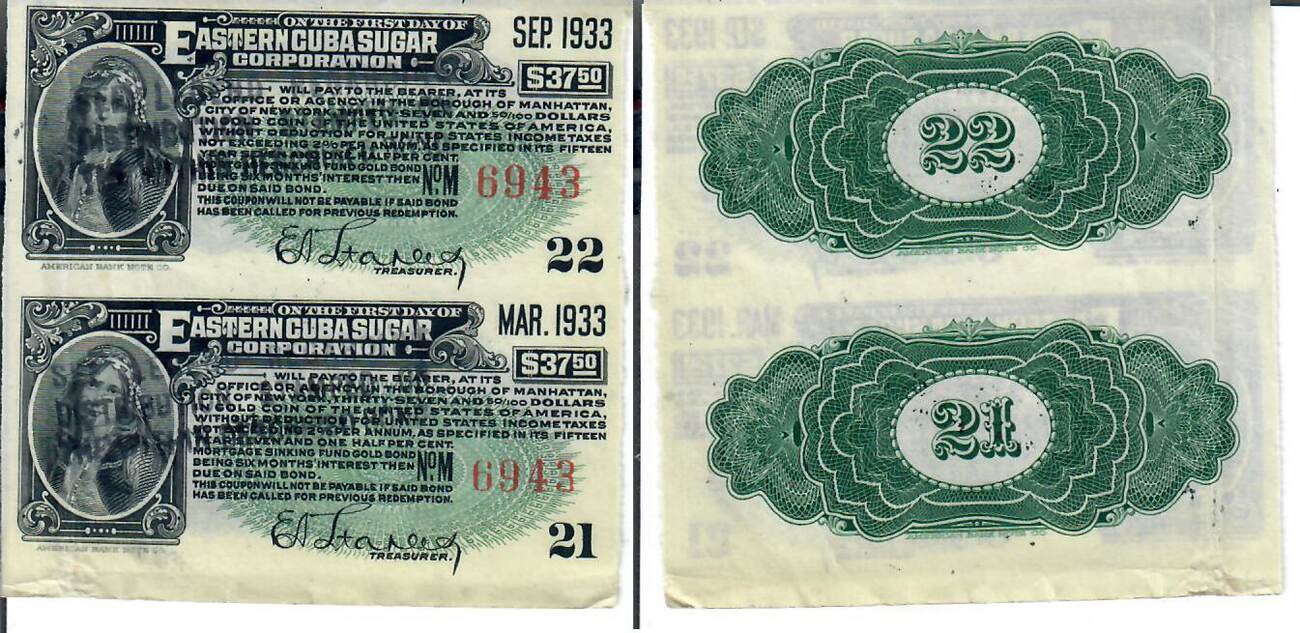 ON THE FIRST DAY OF
SEP. 1933
EASTERN CUBA SUGAR
CORPORATION
$37 50
WILL PAY TO THE BEARER, AT ITS
OFFICE OR AGENCY IN THE BOROUGH OF MANHATTAN,
CITY OF NEW YORK, THIRTY-SEVEN AND 50/100 DOLLARS
IN GOLD COIN OF THE UNITED STATES OF AMERICA,
WITHOUT DEDUCTION FOR UNITED STATES INCOME TAXES
NOT EXCEEDING 2% PER ANNUM, AS SPECIFIED IN ITS FIFTEEN
YEAR SEVEN AND ONE HALF PER CENT.
MORTGAGE SINKING FUND GOLD BOND
BEING SIX MONTHS' INTEREST THEN
DUE ON SAID BOND.
No M 6943
THIS COUPON WILL NOT BE PAYABLE IF SAID BOND
HAS BEEN CALLED FOR PREVIOUS REDEMPTION.
TREASURER.
22
AMERICAN BANK NOTE CO.
ON THE FIRST DAY OF
MAR. 1933
EASTERN CUBA SUGAR
CORPORATION
$37 50
WILL PAY TO THE BEARER, AT ITS
OFFICE OR AGENCY IN THE BOROUGH OF MANHATTAN,
CITY OF NEW YORK, THIRTY-SEVEN AND 50/100 DOLLARS
IN GOLD COIN OF THE UNITED STATES OF AMERICA,
WITHOUT DEDUCTION FOR UNITED STATES INCOME TAXES
NOT EXCEEDING 2% PER ANNUM, AS SPECIFIED IN ITS FIFTEEN
YEAR SEVEN AND ONE HALF PER CENT.
MORTGAGE SINKING FUND GOLD BOND
BEING SIX MONTHS' INTEREST THEN
DUE ON SAID BOND.
No M 6943
THIS COUPON WILL NOT BE PAYABLE IF SAID BOND
HAS BEEN CALLED FOR PREVIOUS REDEMPTION.
TREASURER.
21
AMERICAN BANK NOTE CO.
22
AMERICAN BANK NOTE CO
21
AMERICAN BANK NOTE CO